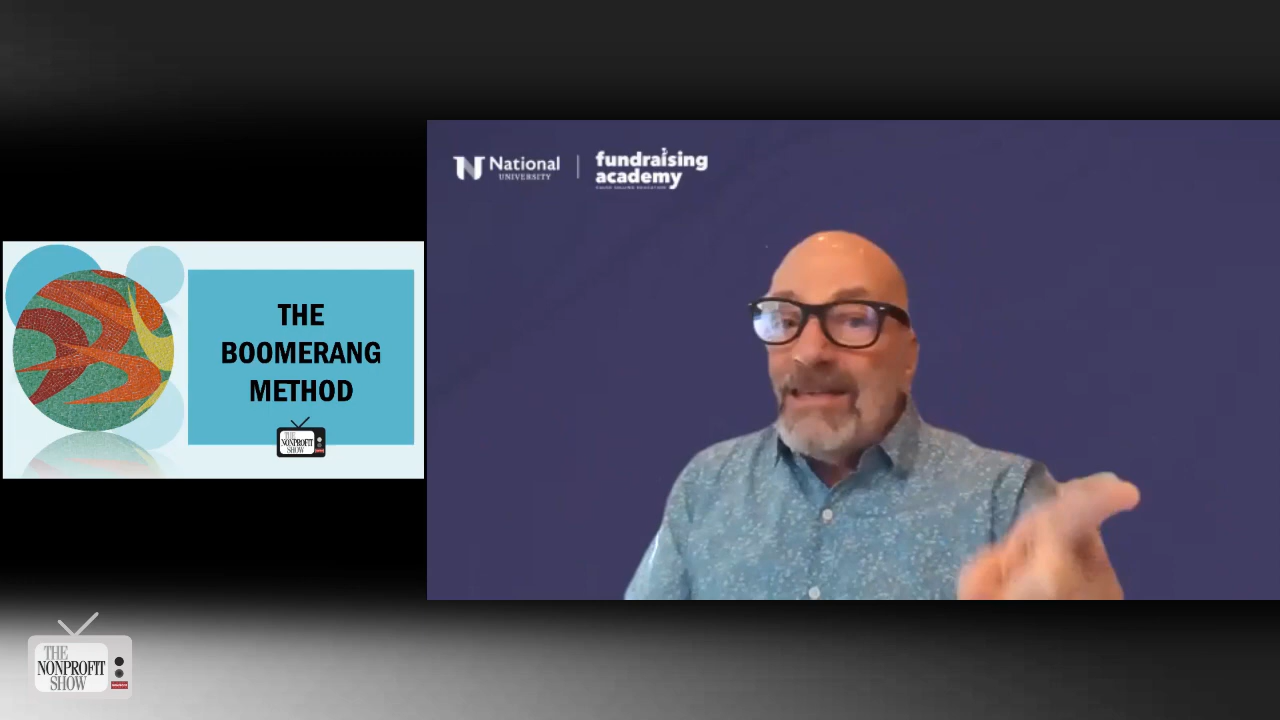 National
UNIVERSITY
fundraising
academy
THE
BOOMERANG
METHOD
THE
NONPROFIT
SHOW
THE
NONPROFIT
SHOW